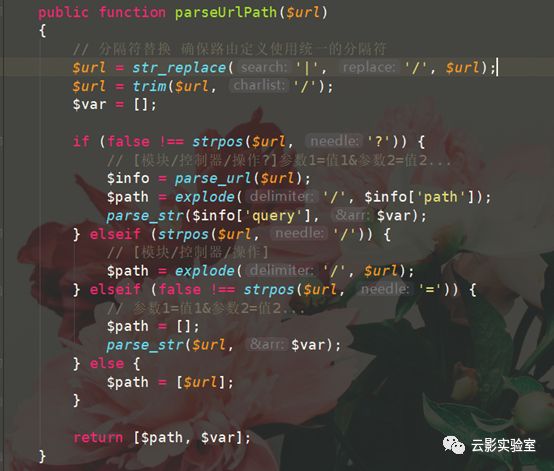 public function parseUrlPath($url)
{
// 分隔符替换 确保路由定义使用统一的分隔符
$url = str_replace( search: '|', replace: '/', $url);
$url = trim($url, charlist: '/');
$var = [];
if (false !== strpos($url, needle: '?')) {
// [模块/控制器/操作?]参数1=值1&参数2=值2...
$info = parse_url($url);
$path = explode( delimiter: '/', $info['path']);
parse_str($info['query'], &arr: $var);
} elseif (strpos($url, needle: '/')) {
// [模块/控制器/操作]
$path = explode( delimiter: '/', $url);
} elseif (false !== strpos($url, needle: '=')) {
// 参数1=值1&参数2=值2...
$path = [];
parse_str($url, &arr: $var);
} else {
$path = [$url];
}
return [$path, $var];
}
云影实验室